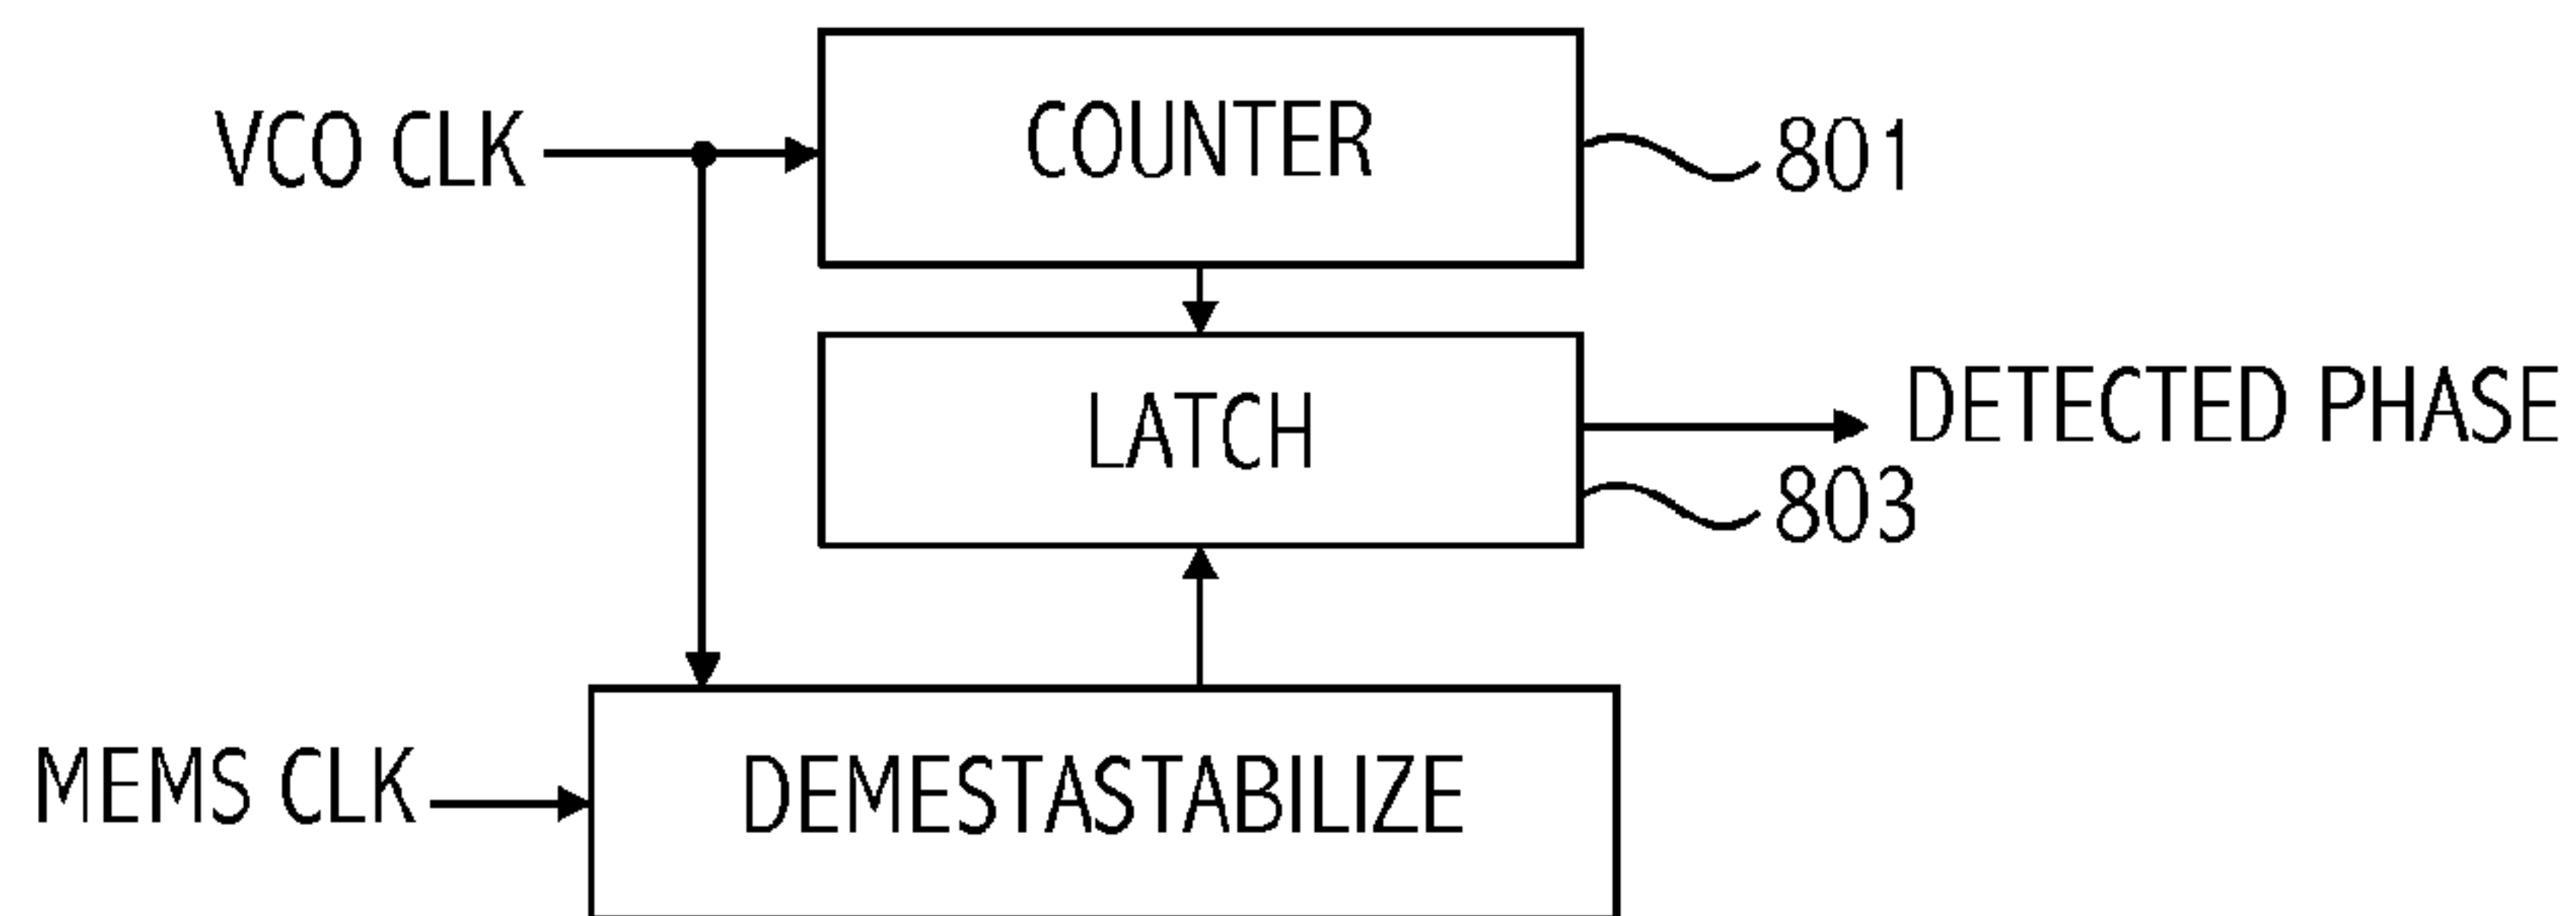 VCO CLK
COUNTER
801
LATCH
DETECTED PHASE
803
MEMS CLK
DEMESTASTABILIZE